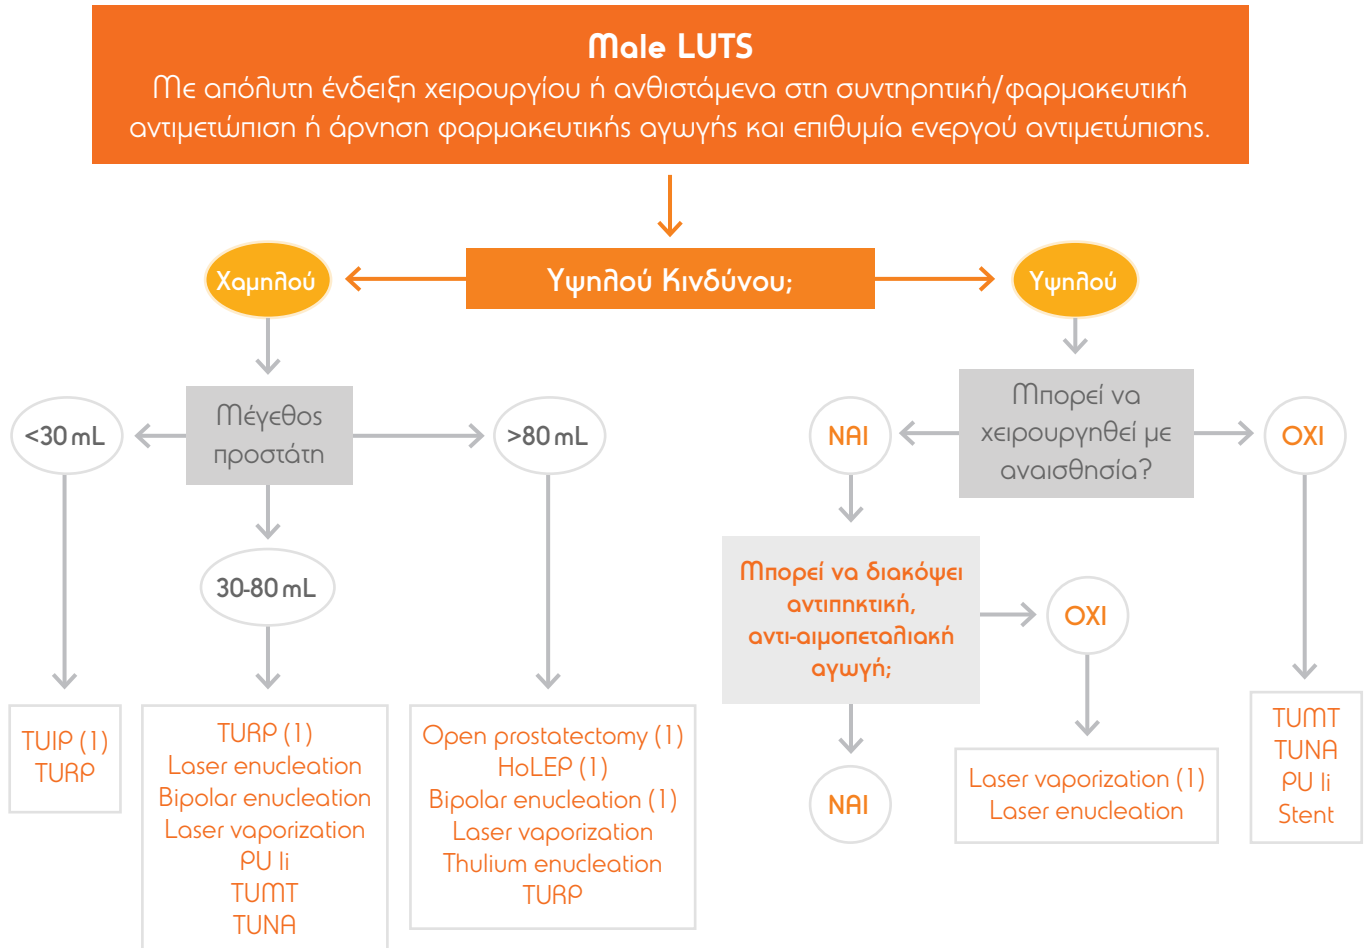 Male LUTS
Με απόλυτη ένδειξη χειρουργίου ή ανθιστάμενα στη συντηρητική/φαρμακευτική
αντιμετώπιση ή άρνηση φαρμακευτικής αγωγής και επιθυμία ενεργού αντιμετώπισης.
Χαμηλού
Υψηλού Κινδύνου;
Υψηλού
<30 mL
Μέγεθος
προστάτη
>80 mL
30-80 mL
ΝΑΙ
Μπορεί να
χειρουργηθεί με
αναισθησία?
ΟΧΙ
Μπορεί να διακόψει
αντιπηκτική,
αντι-αιμοπεταλιακή
αγωγή;
ΟΧΙ
ΝΑΙ
TUIP (1)
TURP
TURP (1)
Laser enucleation
Bipolar enucleation
Laser vaporization
PU li
TUMT
TUNA
Open prostatectomy (1)
HoLEP (1)
Bipolar enucleation (1)
Laser vaporization
Thulium enucleation
TURP
Laser vaporization (1)
Laser enucleation
TUMT
TUNA
PU li
Stent